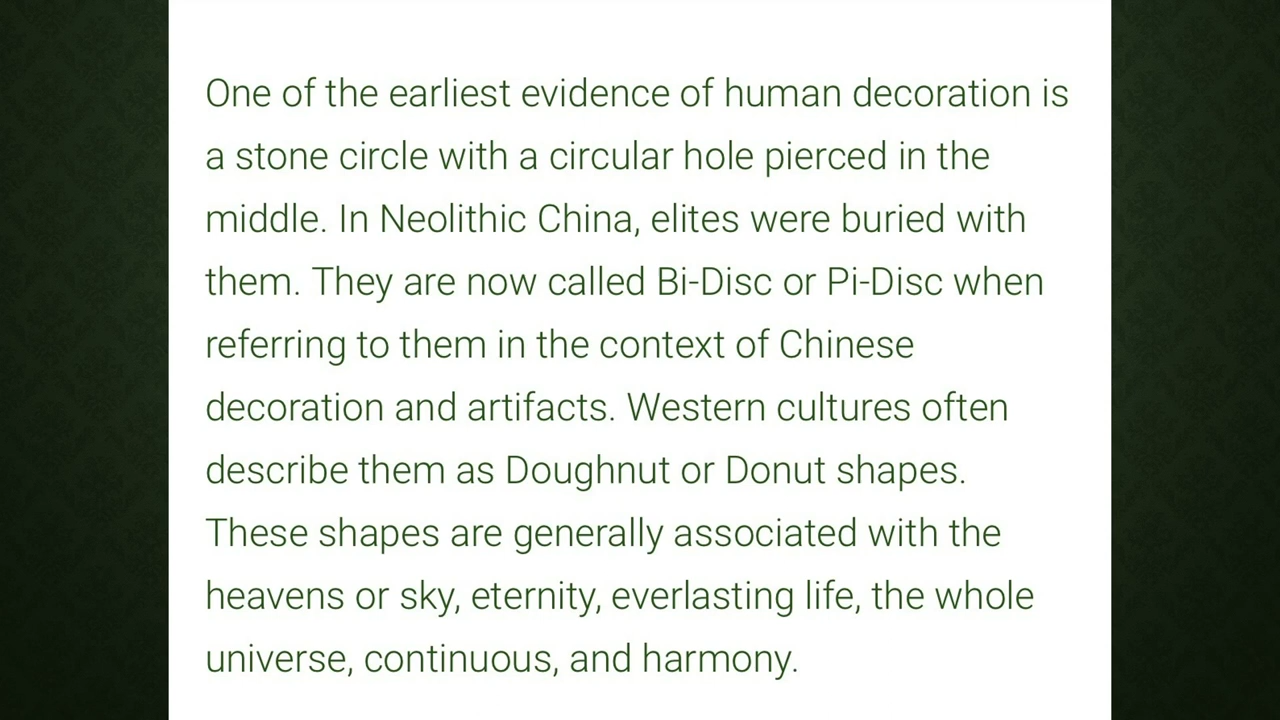 One of the earliest evidence of human decoration is
a stone circle with a circular hole pierced in the
middle. In Neolithic China, elites were buried with
them. They are now called Bi-Disc or Pi-Disc when
referring to them in the context of Chinese
decoration and artifacts. Western cultures often
describe them as Doughnut or Donut shapes.
These shapes are generally associated with the
heavens or sky, eternity, everlasting life, the whole
universe, continuous, and harmony.